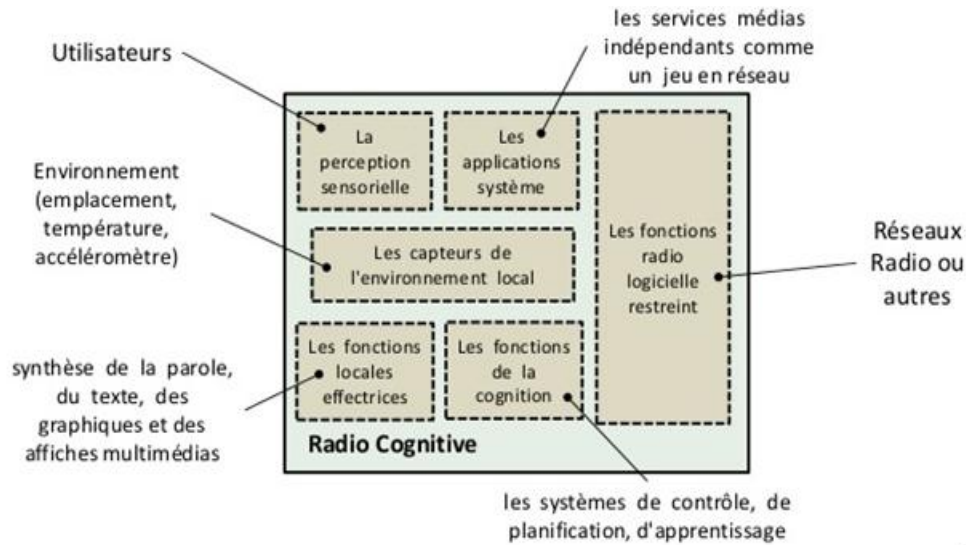 les services médias
indépendants comme
un jeu en réseau
Utilisateurs
La
perception
sensorielle
Les
applications
système
Environnement
(emplacement,
température,
accéléromètre)
Les capteurs de
l'environnement local
Les fonctions
radio
logicielle
restreint
Réseaux
Radio ou
autres
synthèse de la parole,
du texte, des
graphiques et des
affiches multimédias
Les fonctions
locales
effectrices
Les fonctions
de la
cognition
Radio Cognitive
les systèmes de contrôle, de
planification, d'apprentissage